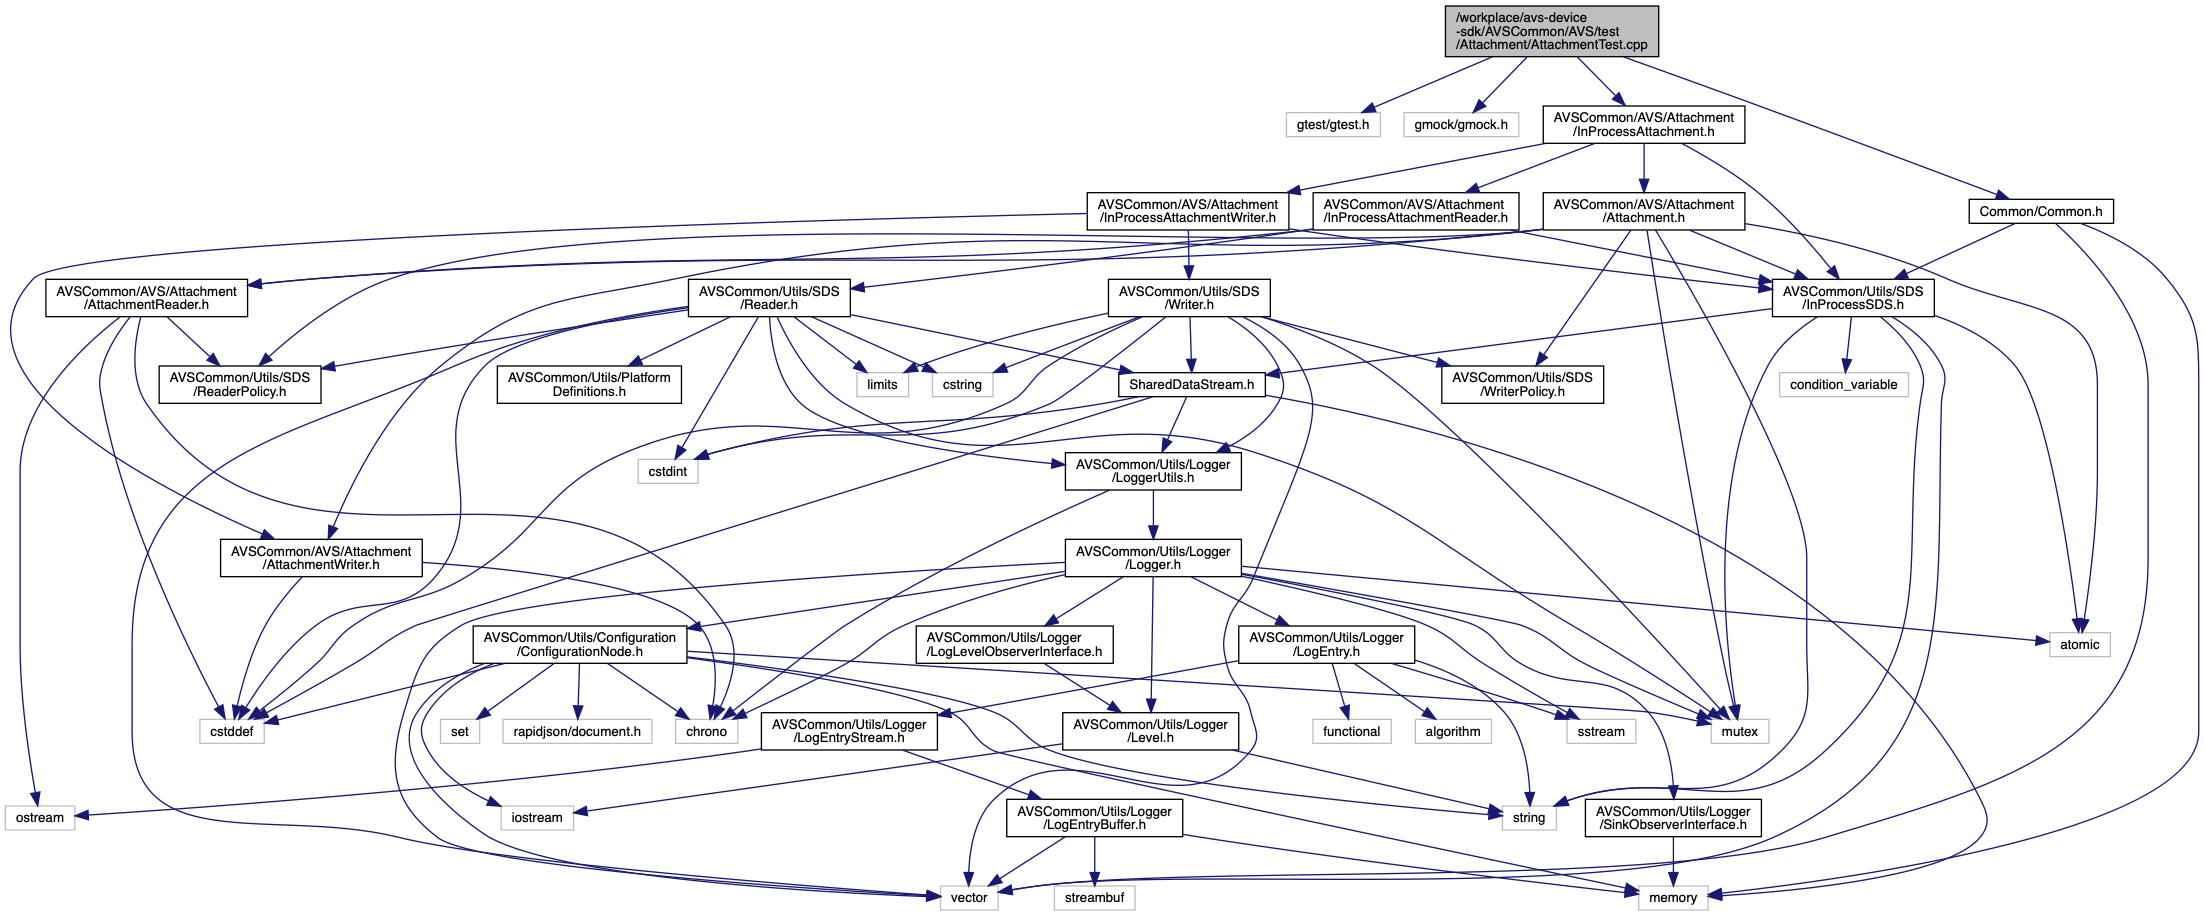 /workplace/avs-device
-sdk/AVSCommon/AVS/test
/Attachment/AttachmentTest.cpp
gtest/gtest.h
gmock/gmock.h
AVSCommon/AVS/Attachment
/InProcessAttachment.h
AVSCommon/AVS/Attachment
/InProcessAttachmentWriter.h
AVSCommon/AVS/Attachment
/InProcessAttachmentReader.h
AVSCommon/AVS/Attachment
/Attachment.h
Common/Common.h
AVSCommon/AVS/Attachment
/AttachmentReader.h
AVSCommon/Utils/SDS
/Reader.h
AVSCommon/Utils/SDS
/Writer.h
AVSCommon/Utils/SDS
/InProcessSDS.h
AVSCommon/Utils/SDS
/ReaderPolicy.h
AVSCommon/Utils/Platform
Definitions.h
limits
cstring
SharedDataStream.h
AVSCommon/Utils/SDS
/WriterPolicy.h
condition_variable
cstdint
AVSCommon/Utils/Logger
/LoggerUtils.h
AVSCommon/AVS/Attachment
/AttachmentWriter.h
AVSCommon/Utils/Logger
/Logger.h
AVSCommon/Utils/Configuration
/ConfigurationNode.h
AVSCommon/Utils/Logger
/LogLevelObserverInterface.h
AVSCommon/Utils/Logger
/LogEntry.h
atomic
cstddef
set
rapidjson/document.h
chrono
AVSCommon/Utils/Logger
/LogEntryStream.h
AVSCommon/Utils/Logger
/Level.h
functional
algorithm
sstream
mutex
ostream
iostream
AVSCommon/Utils/Logger
/LogEntryBuffer.h
string
AVSCommon/Utils/Logger
/SinkObserverInterface.h
vector
streambuf
memory